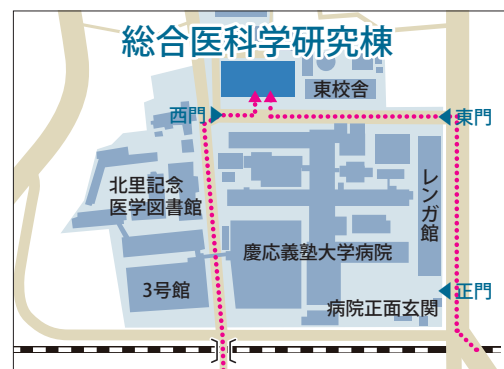 総合医科学研究棟
東校舎
西門
東門
北里記念
医学図書館
レンガ館
慶応義塾大学病院
3号館
正門
病院正面玄関